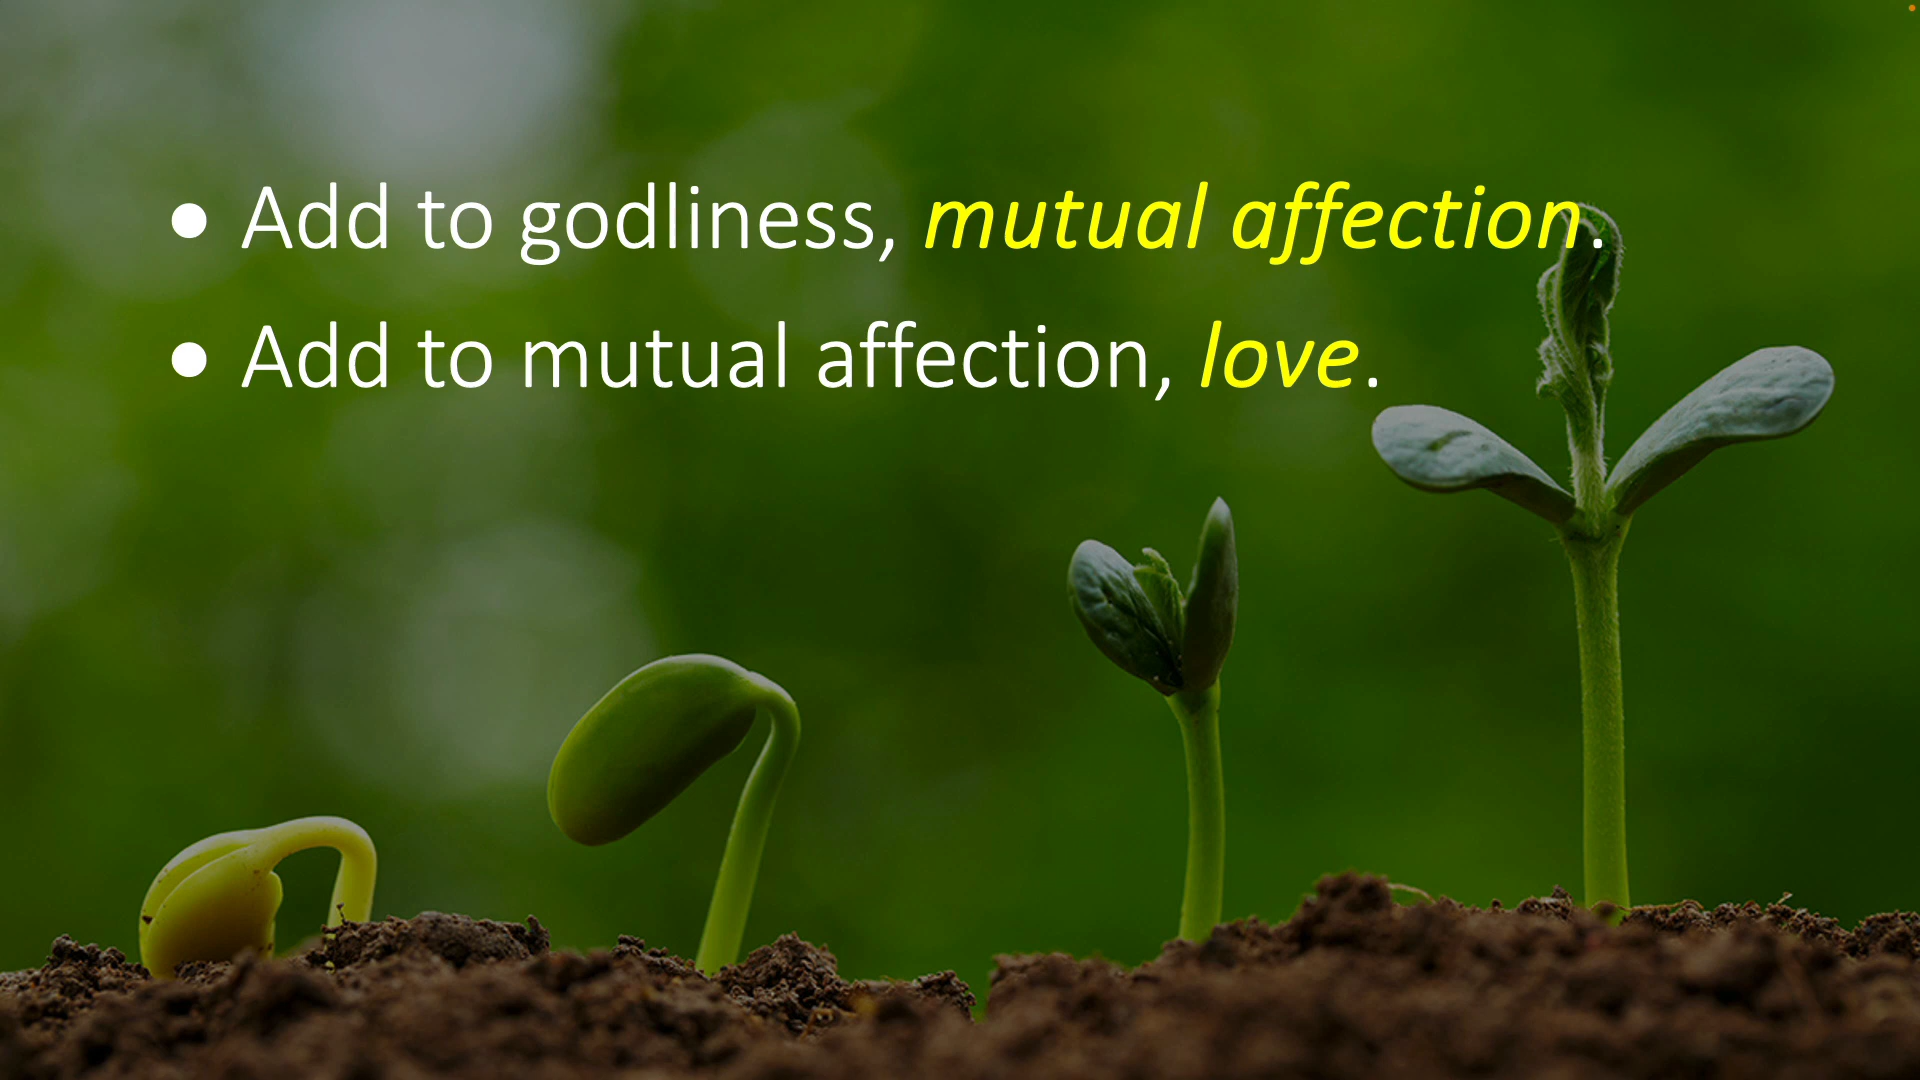 • Add to godliness, mutual affection.
• Add to mutual affection, love.